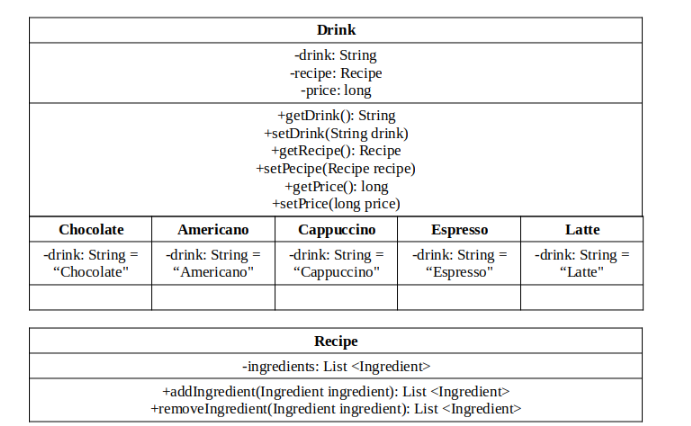 Drink
-drink: String
-recipe: Recipe
-price: long
+getDrink(): String
+setDrink(String drink)
+getRecipe(): Recipe
+setPecipe(Recipe recipe)
+getPrice(): long
+setPrice(long price)
Chocolate
-drink: String =
“Chocolate"
Americano
-drink: String =
“Americano"
Cappuccino
-drink: String =
“Cappuccino"
Espresso
-drink: String =
“Espresso"
Latte
-drink: String =
“Latte"
Recipe
-ingredients: List <Ingredient>
+addIngredient(Ingredient ingredient): List <Ingredient>
+removeIngredient(Ingredient ingredient): List <Ingredient>